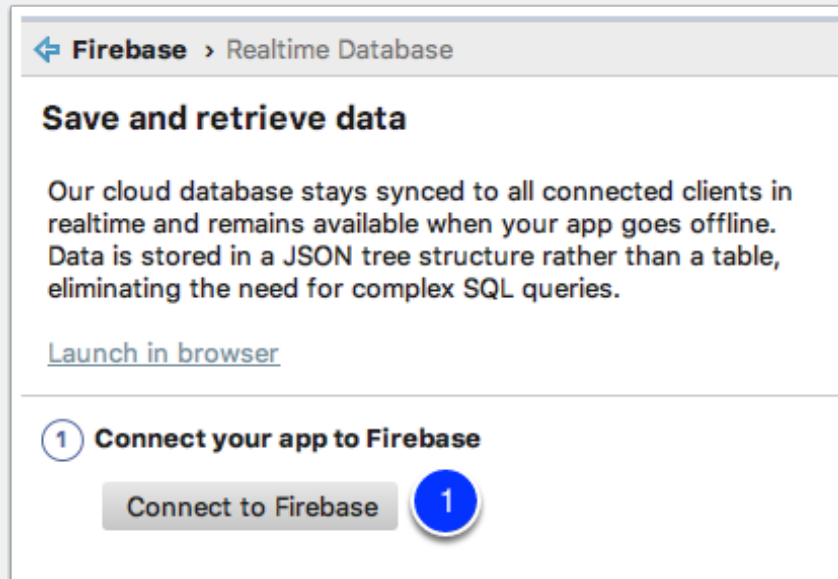 Firebase › Realtime Database
Save and retrieve data
Our cloud database stays synced to all connected clients in
realtime and remains available when your app goes offline.
Data is stored in a JSON tree structure rather than a table,
eliminating the need for complex SQL queries.
Launch in browser
1 Connect your app to Firebase
Connect to Firebase 1